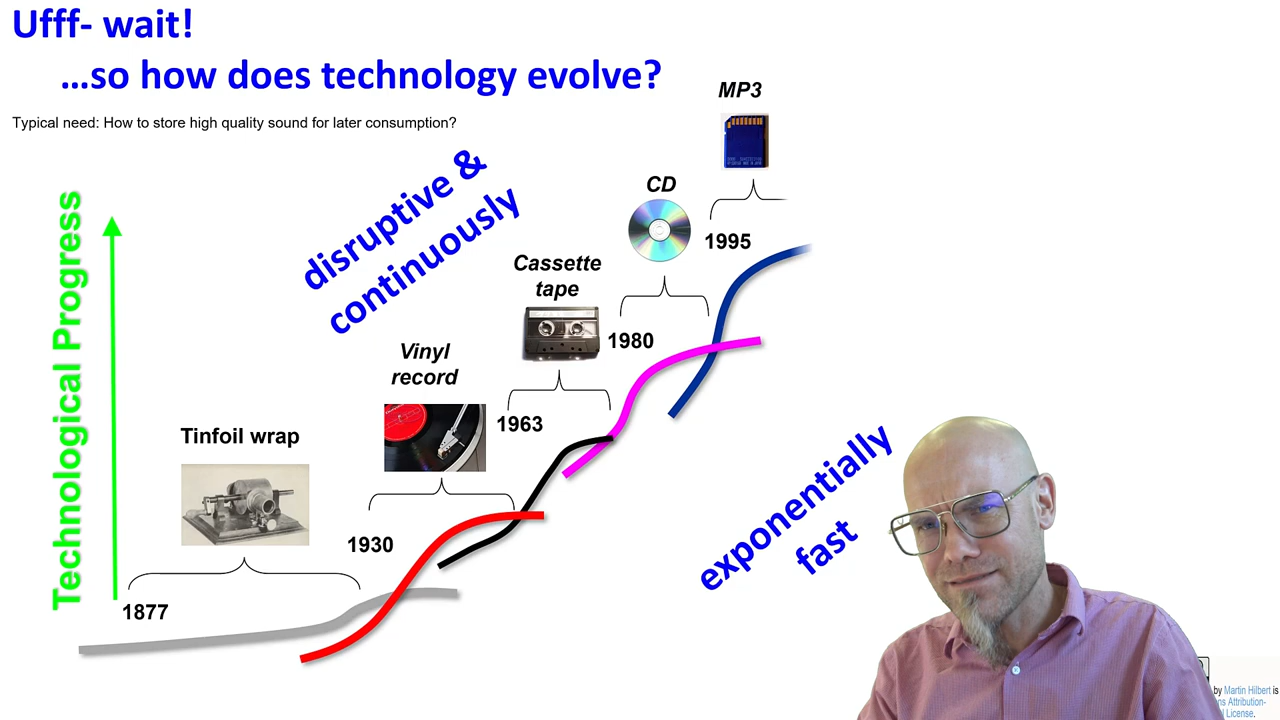 Ufff- wait!
...so how does technology evolve?
Typical need: How to store high quality sound for later consumption?
MP3
disruptive &
continuously
CD
1995
Technological Progress
Cassette
tape
1980
Vinyl
record
1963
Tinfoil wrap
exponentially
fast
1930
1877
by Martin Hilbert is
ns Attribution-
l License.